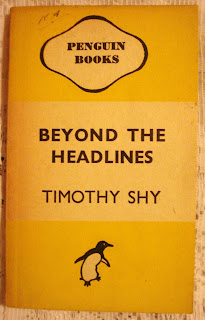 PENGUIN
BOOKS
BEYOND THE
HEADLINES
TIMOTHY SHY